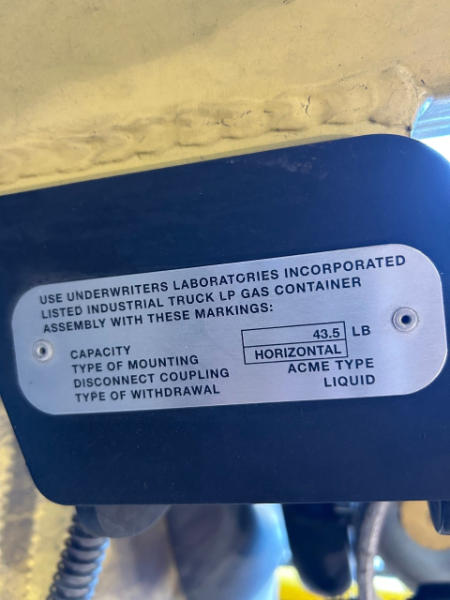 USE UNDERWRITERS LABORATORIES INCORPORATED
LISTED INDUSTRIAL TRUCK LP GAS CONTAINER
ASSEMBLY WITH THESE MARKINGS:
CAPACITY 43.5 LB
TYPE OF MOUNTING HORIZONTAL
DISCONNECT COUPLING ACME TYPE
TYPE OF WITHDRAWAL LIQUID